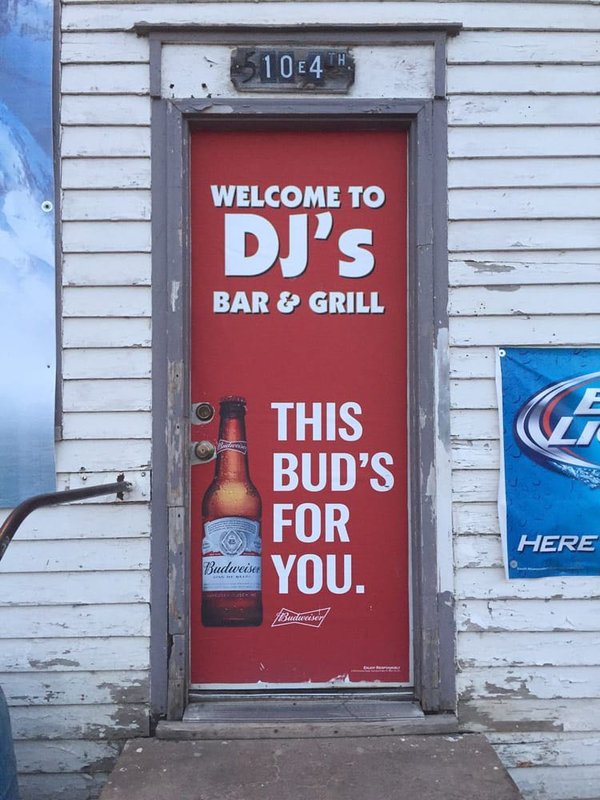 510 E 4TH
WELCOME TO
DJ's
BAR & GRILL
THIS
BUD'S
FOR
YOU.
Budweiser
Budweiser
Budweiser
HERE